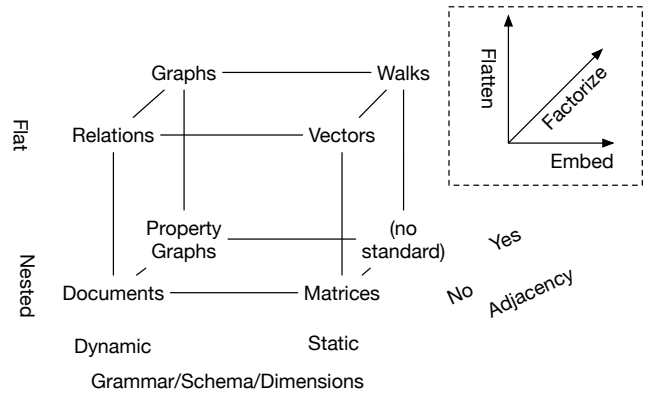 Graphs
Walks
Flatten
Factorize
Embed
Flat
Relations
Vectors
Property
Graphs
(no
standard)
Yes
Nested
Documents
Matrices
No
Adjacency
Dynamic
Static
Grammar/Schema/Dimensions